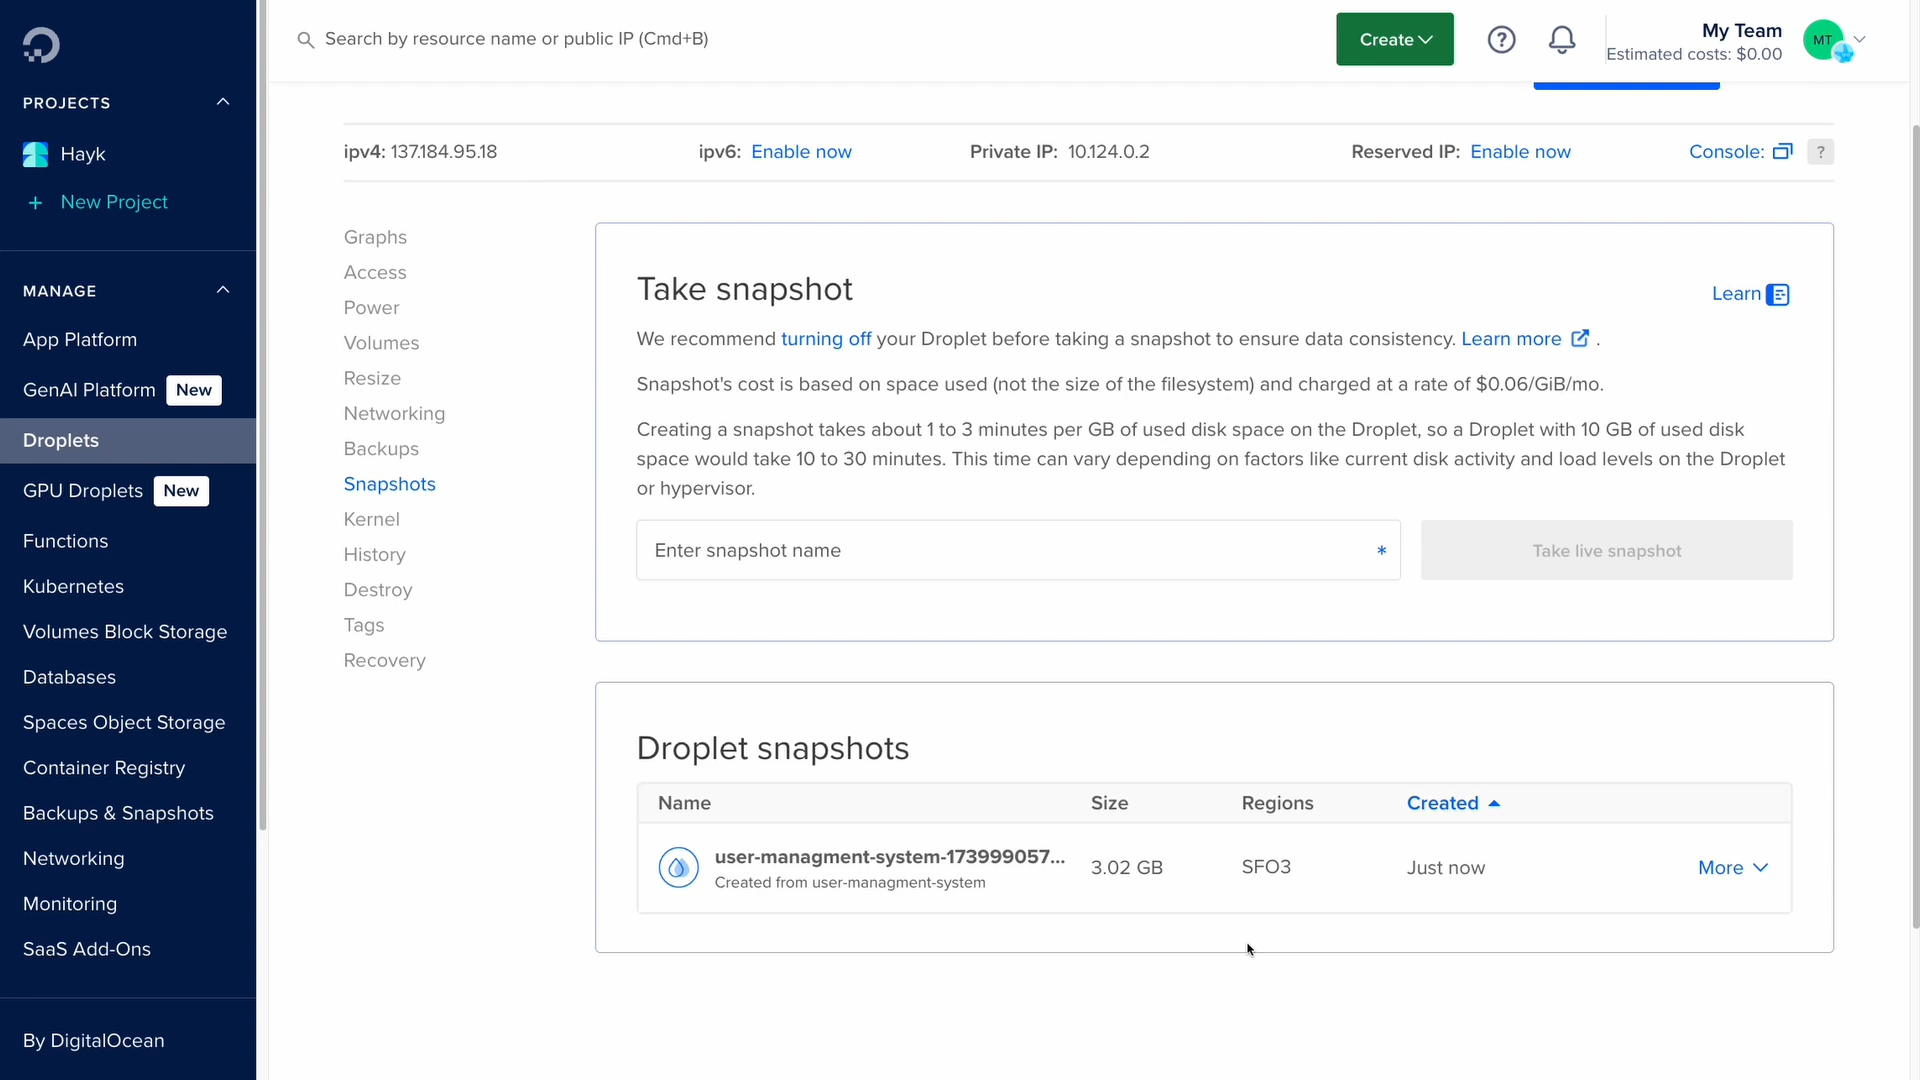 Search by resource name or public IP (Cmd+B)
Create
?
My Team
Estimated costs: $0.00
MT
PROJECTS
Hayk
+ New Project
MANAGE
App Platform
GenAI Platform New
Droplets
GPU Droplets New
Functions
Kubernetes
Volumes Block Storage
Databases
Spaces Object Storage
Container Registry
Backups & Snapshots
Networking
Monitoring
SaaS Add-Ons
By DigitalOcean
ipv4: 137.184.95.18 ipv6: Enable now Private IP: 10.124.0.2 Reserved IP: Enable now Console: ?
Graphs
Access
Power
Volumes
Resize
Networking
Backups
Snapshots
Kernel
History
Destroy
Tags
Recovery
Take snapshot
Learn
We recommend turning off your Droplet before taking a snapshot to ensure data consistency. Learn more .
Snapshot's cost is based on space used (not the size of the filesystem) and charged at a rate of $0.06/GiB/mo.
Creating a snapshot takes about 1 to 3 minutes per GB of used disk space on the Droplet, so a Droplet with 10 GB of used disk
space would take 10 to 30 minutes. This time can vary depending on factors like current disk activity and load levels on the Droplet
or hypervisor.
Enter snapshot name *
Take live snapshot
Droplet snapshots
Name Size Regions Created
user-managment-system-173999057...
Created from user-managment-system
3.02 GB SFO3 Just now More